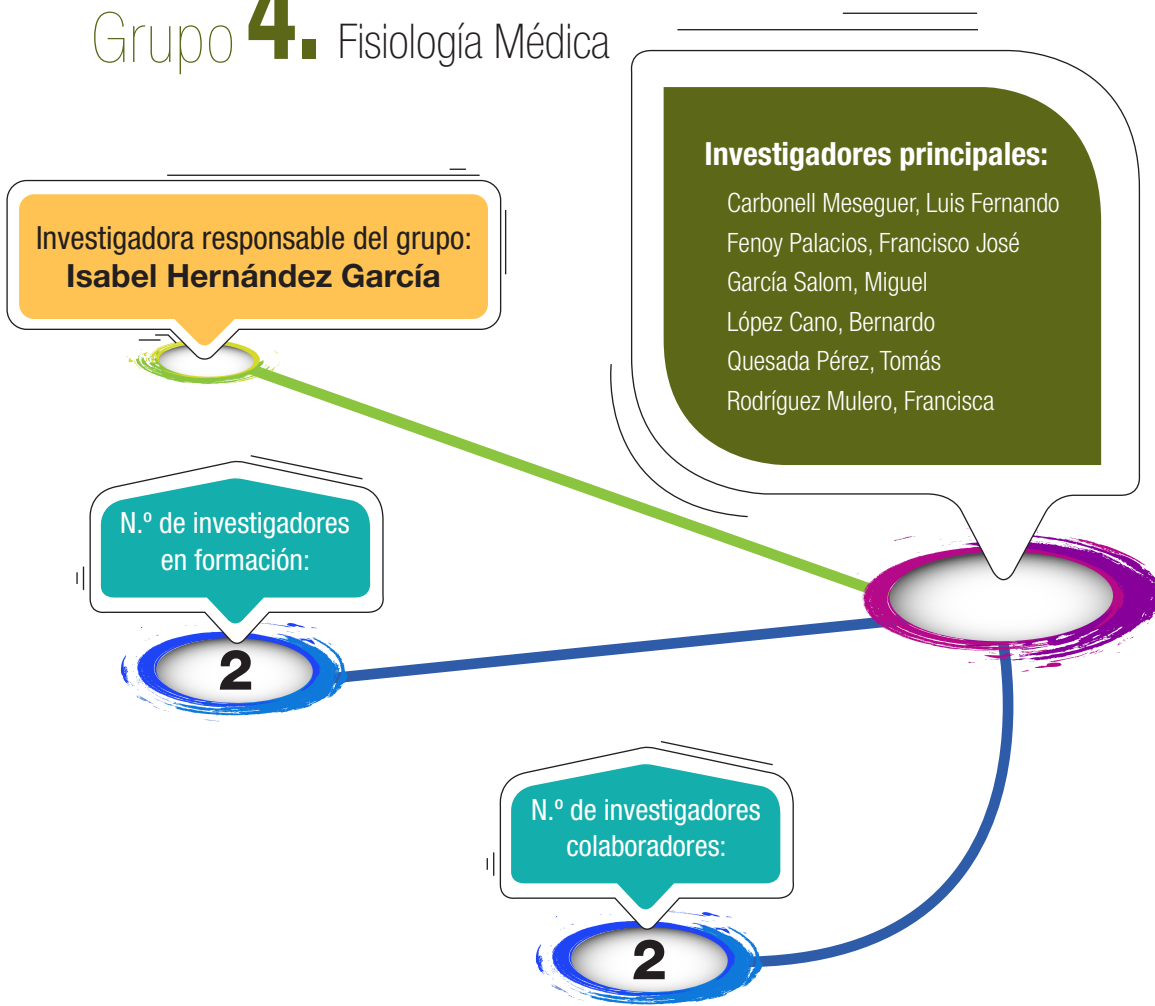 Grupo 4. Fisiología Médica
Investigadores principales:
Carbonell Meseguer, Luis Fernando
Fenoy Palacios, Francisco José
García Salom, Miguel
López Cano, Bernardo
Quesada Pérez, Tomás
Rodríguez Mulero, Francisca
Investigadora responsable del grupo:
Isabel Hernández García
N.º de investigadores
en formación:
2
N.º de investigadores
colaboradores:
2